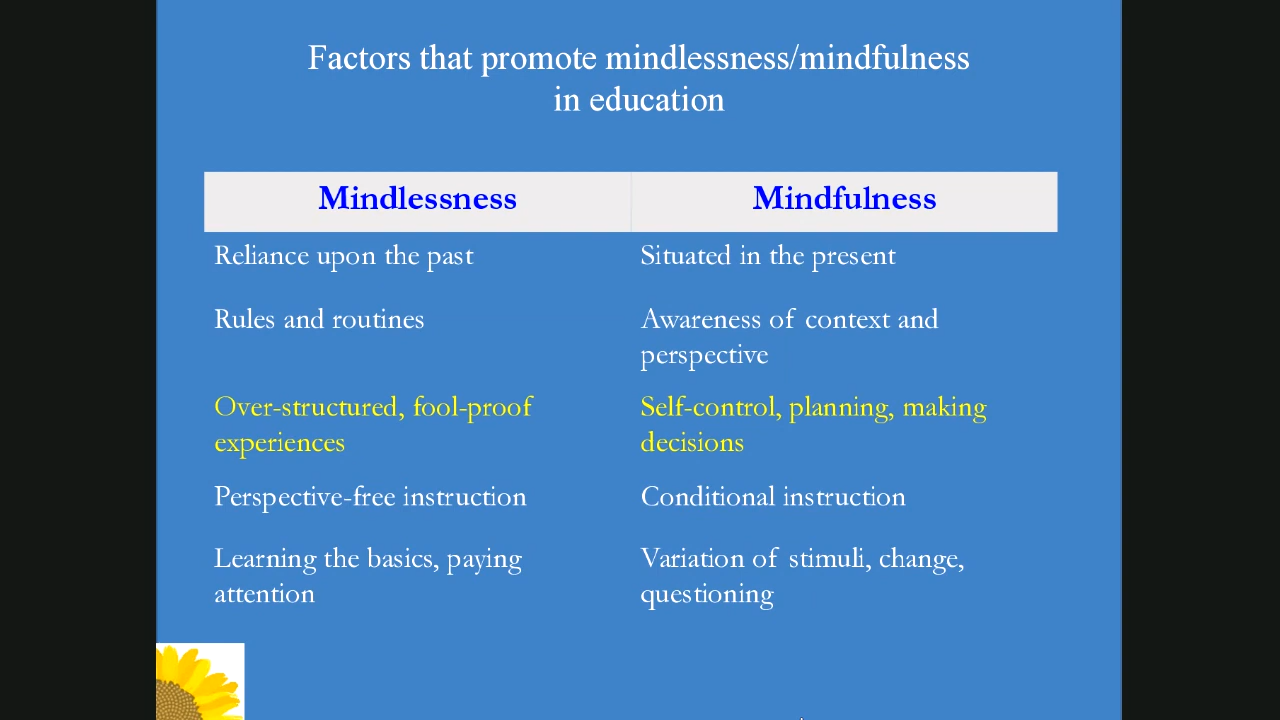 Factors that promote mindlessness/mindfulness
in education
Mindlessness
Mindfulness
Reliance upon the past
Situated in the present
Rules and routines
Awareness of context and
perspective
Over-structured, fool-proof
experiences
Self-control, planning, making
decisions
Perspective-free instruction
Conditional instruction
Learning the basics, paying
attention
Variation of stimuli, change,
questioning